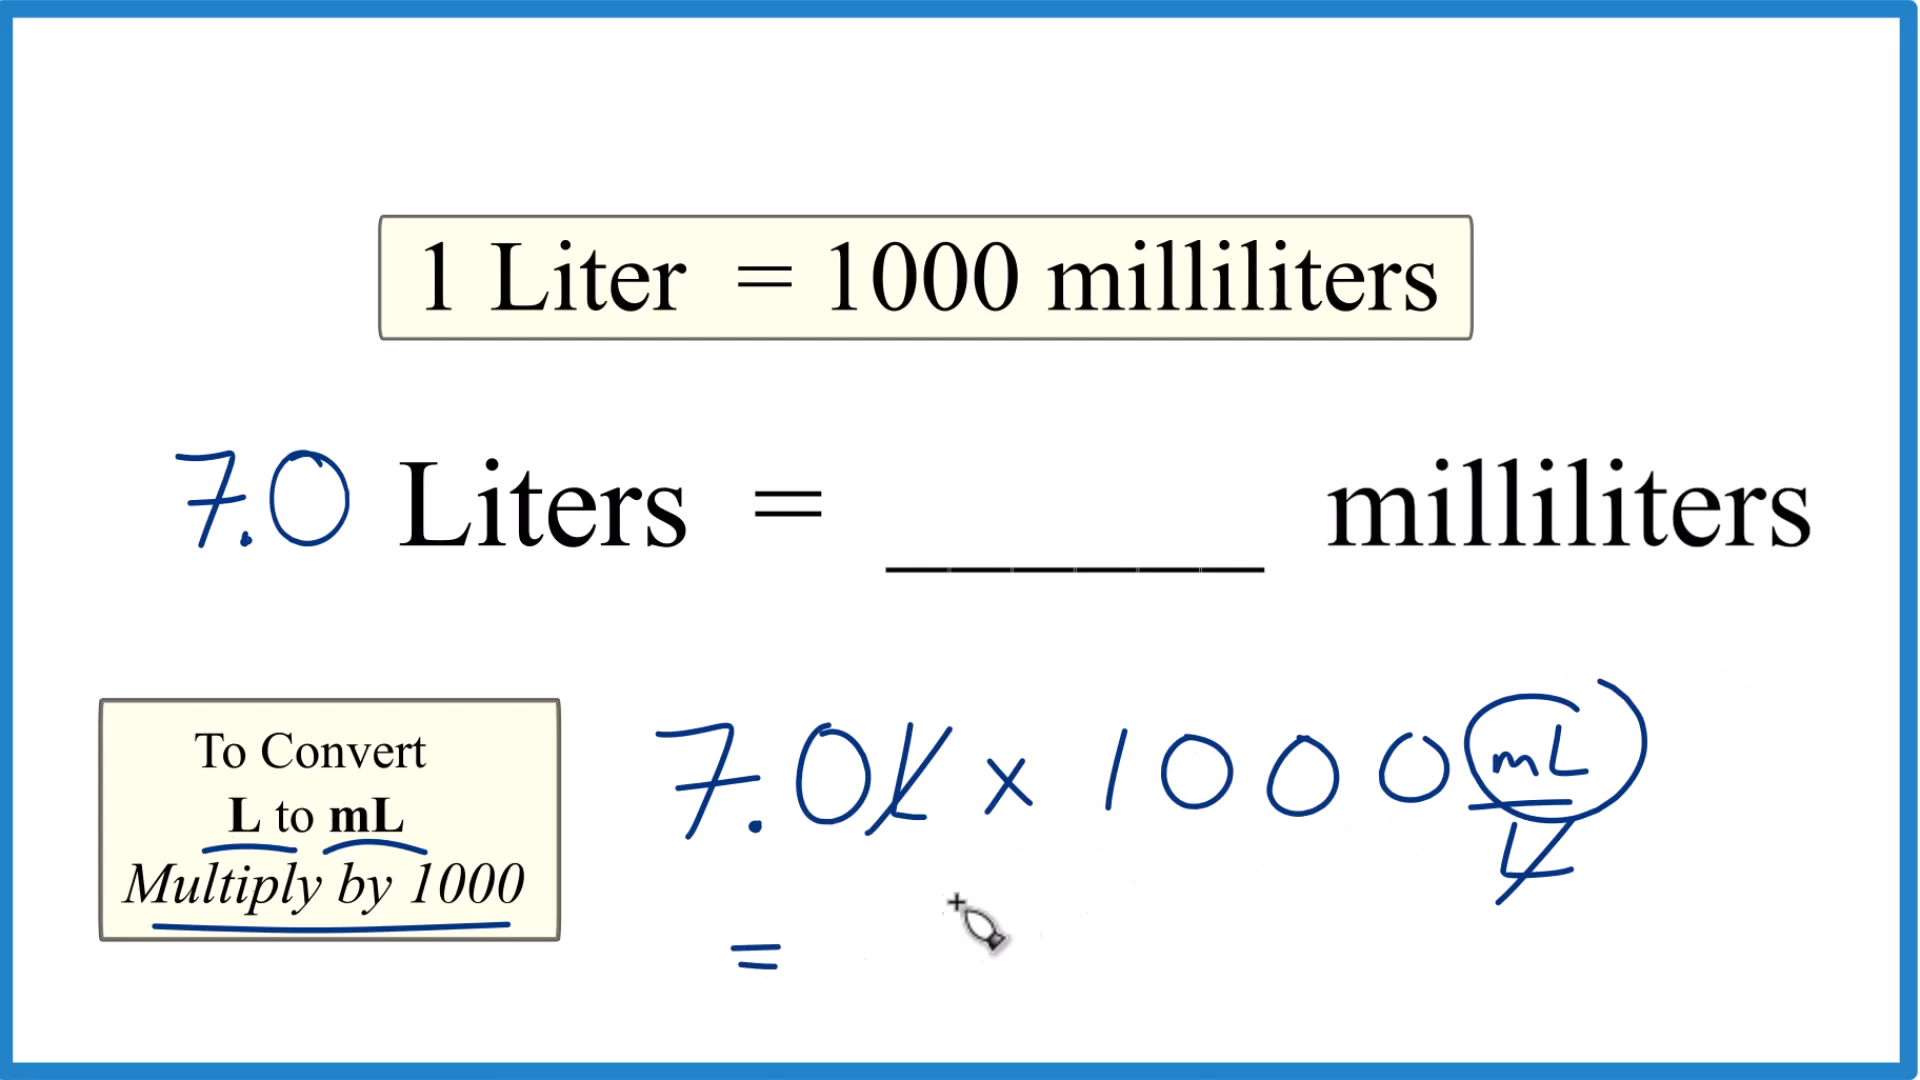 1 Liter = 1000 milliliters
7.0 Liters = ______ milliliters
To Convert
L to mL
Multiply by 1000
7.0L x 1000 mL
L
=